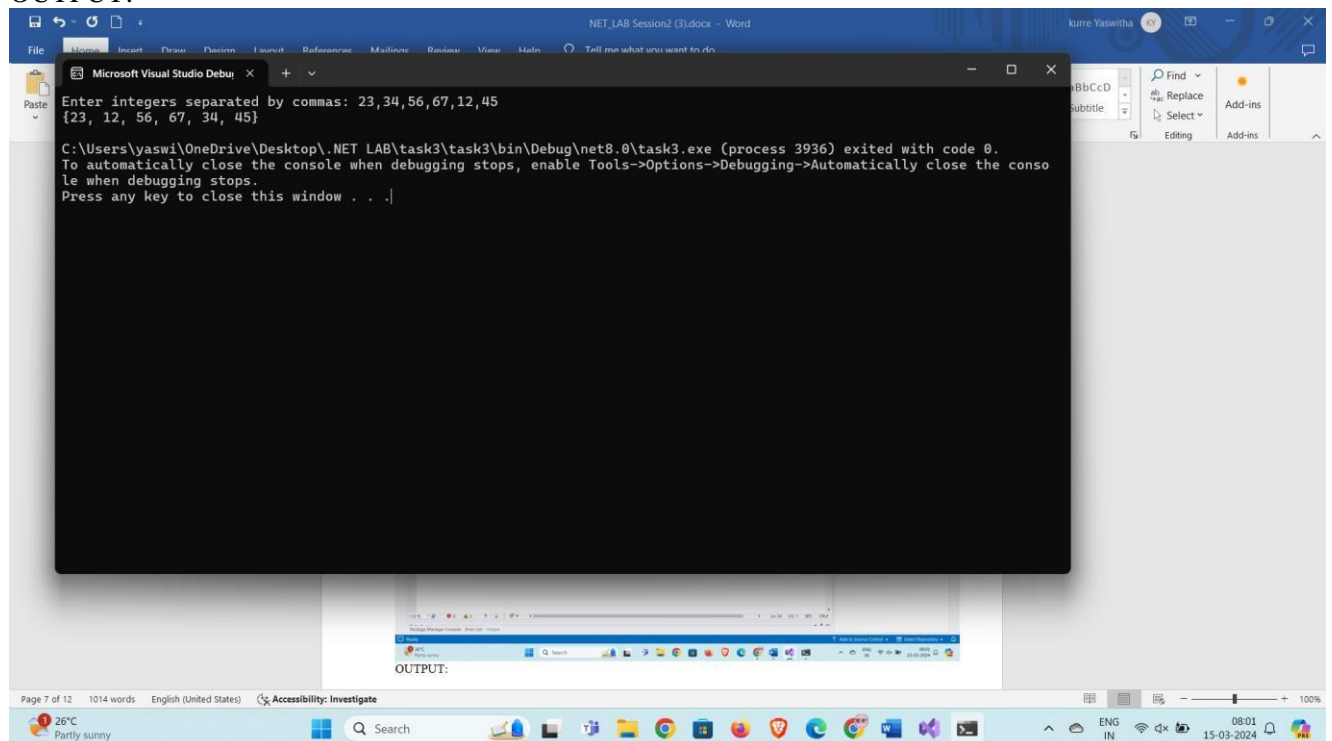 OUTPUT:
NET_LAB Session2 (3).docx - Word
kurre Yaswitha KY
File Home Insert Draw Design Layout References Mailings Review View Help Tell me what you want to do
Microsoft Visual Studio Debug
Paste
Enter integers separated by commas: 23,34,56,67,12,45
{23, 12, 56, 67, 34, 45}
C:\Users\yaswi\OneDrive\Desktop\.NET LAB\task3\task3\bin\Debug\net8.0\task3.exe (process 3936) exited with code 0.
To automatically close the console when debugging stops, enable Tools->Options->Debugging->Automatically close the conso
le when debugging stops.
Press any key to close this window . . .
aBbCcD
Subtitle
Find
Replace
Select
Editing
Add-ins
Add-ins
OUTPUT:
Page 7 of 12 1014 words English (United States) Accessibility: Investigate 100%
26°C
Partly sunny
Search
ENG
IN
08:01
15-03-2024
PRE